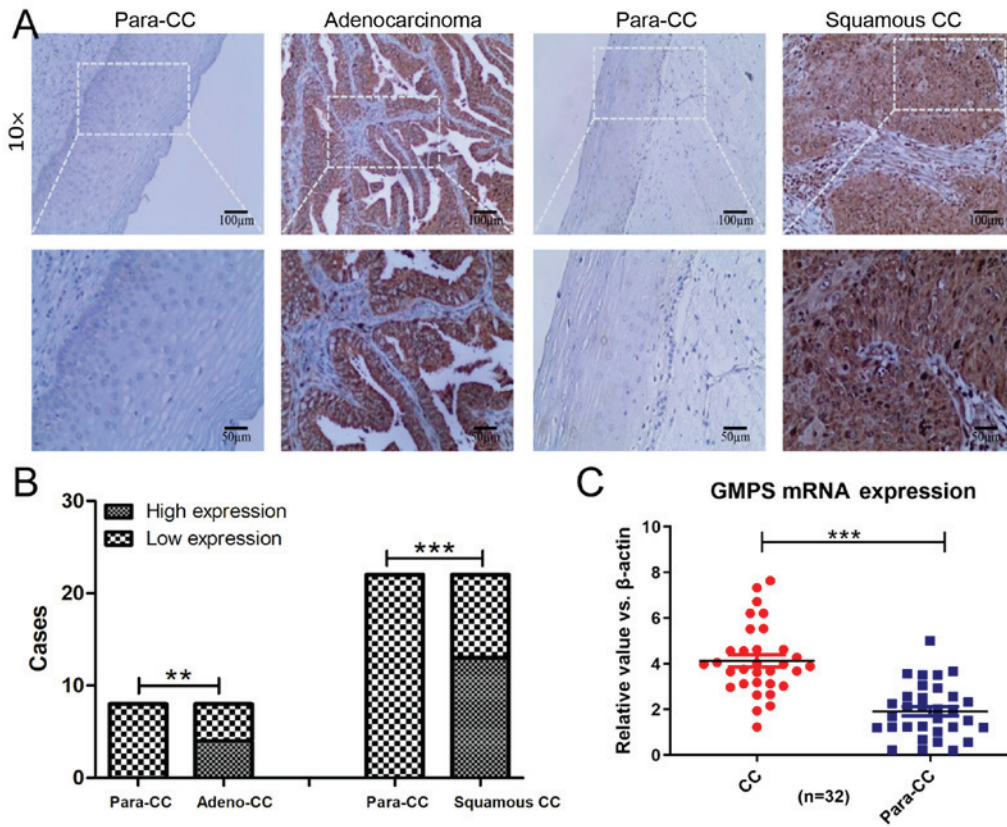 A
Para-CC
Adenocarcinoma
Para-CC
Squamous CC
10×
100µm
100µm
100µm
100µm
50µm
50µm
50µm
50µm
B
Cases
30
20
10
0
High expression
Low expression
**
***
Para-CC
Adeno-CC
Para-CC
Squamous CC
C
GMPS mRNA expression
Relative value vs. β-actin
10
8
6
4
2
0
***
CC
(n=32)
Para-CC